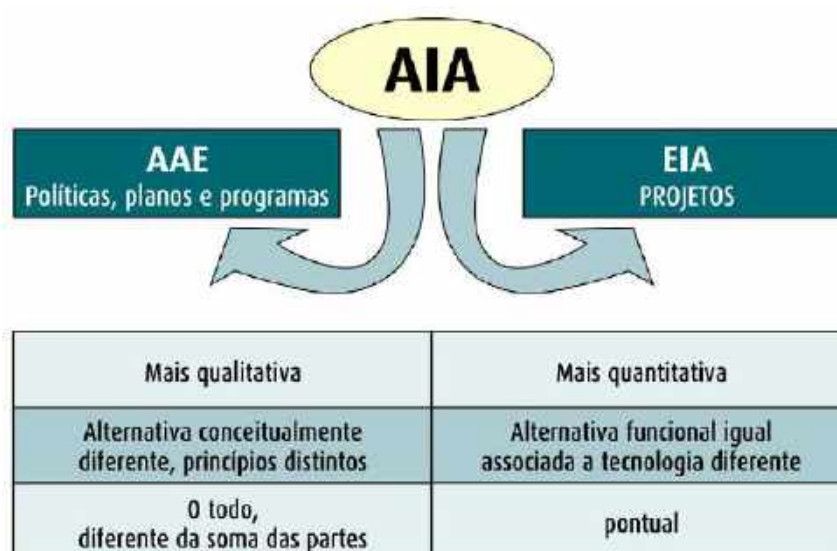 AIA
AAE
Políticas, planos e programas
EIA
PROJETOS
Mais qualitativa
Mais quantitativa
Alternativa conceitualmente
diferente, princípios distintos
Alternativa funcional igual
associada a tecnologia diferente
O todo,
diferente da soma das partes
pontual